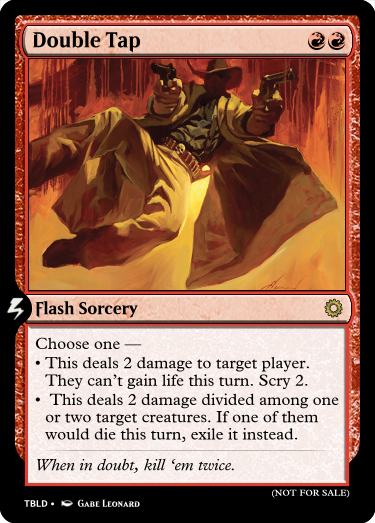 Double Tap
Flash Sorcery
Choose one —
• This deals 2 damage to target player.
They can't gain life this turn. Scry 2.
• This deals 2 damage divided among one
or two target creatures. If one of them
would die this turn, exile it instead.
When in doubt, kill 'em twice.
(NOT FOR SALE)
TBLD • Gabe Leonard